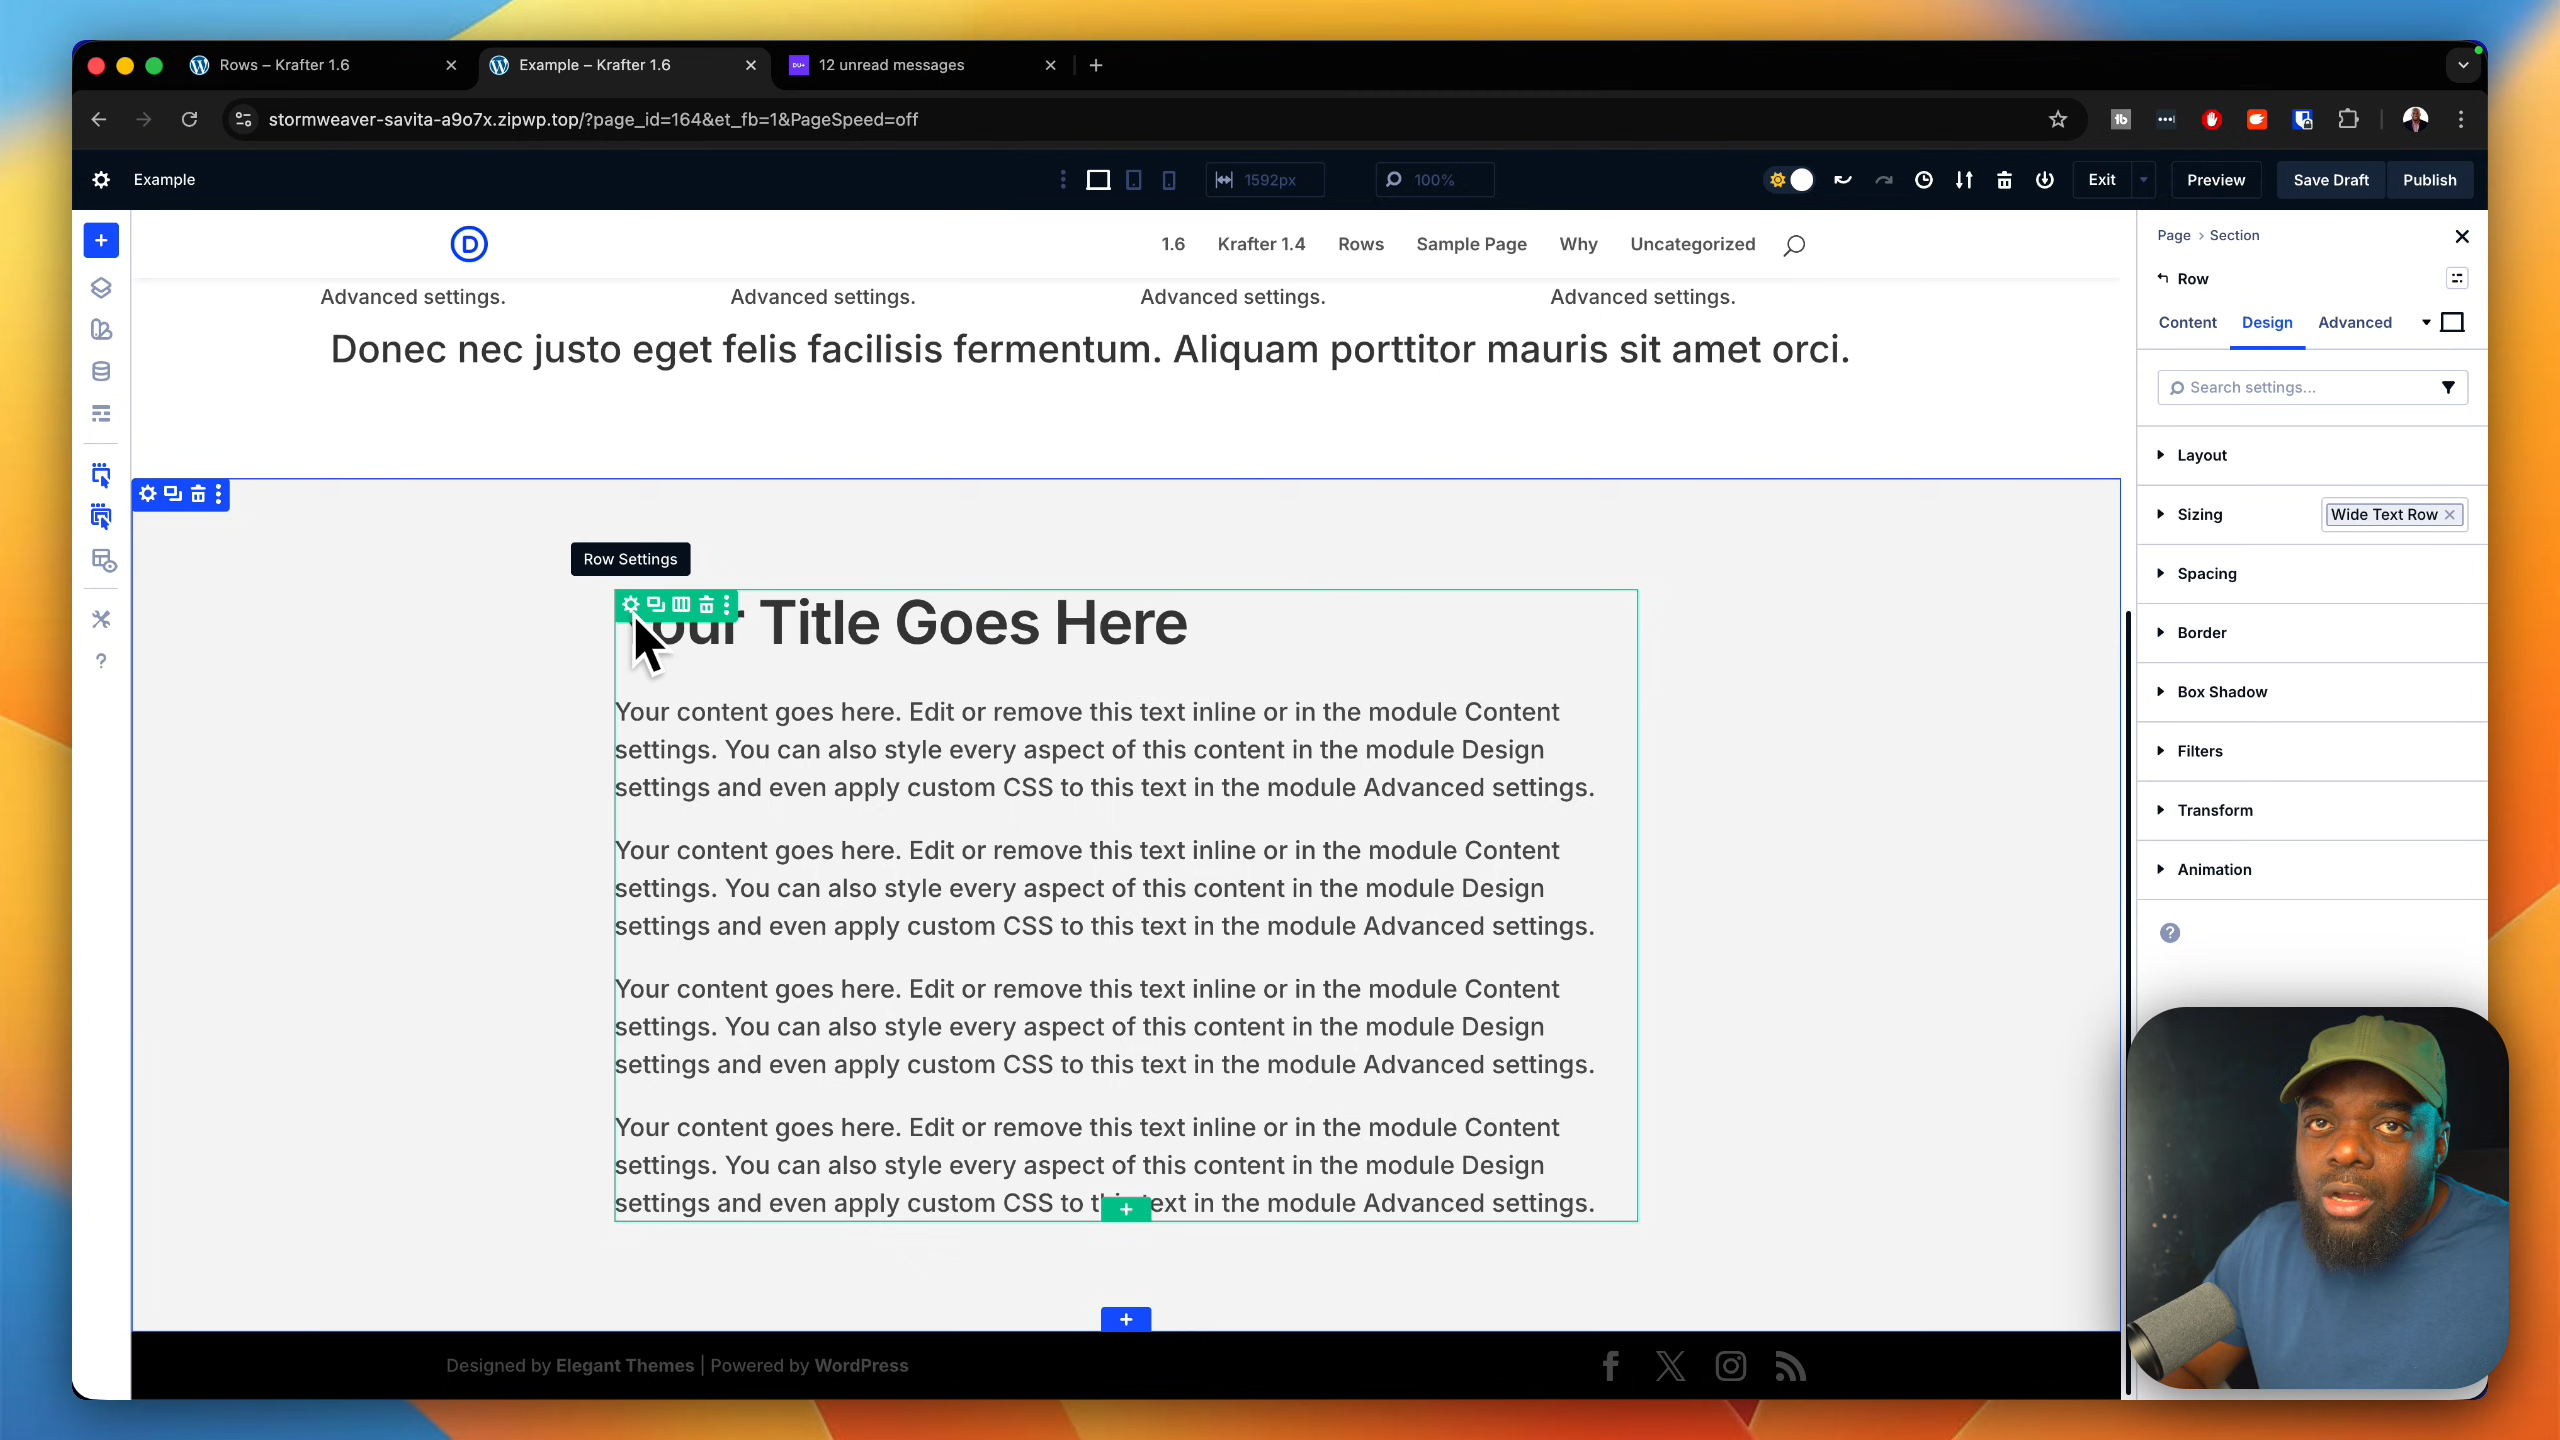 Rows – Krafter 1.6
Example – Krafter 1.6
DU+
12 unread messages
stormweaver-savita-a9o7x.zipwp.top/?page_id=164&et_fb=1&PageSpeed=off
tb
Example
1592px
100%
Exit
Preview
Save Draft
Publish
D
1.6
Krafter 1.4
Rows
Sample Page
Why
Uncategorized
Advanced settings.
Advanced settings.
Advanced settings.
Advanced settings.
Donec nec justo eget felis facilisis fermentum. Aliquam porttitor mauris sit amet orci.
Row Settings
Your Title Goes Here
Your content goes here. Edit or remove this text inline or in the module Content
settings. You can also style every aspect of this content in the module Design
settings and even apply custom CSS to this text in the module Advanced settings.
Your content goes here. Edit or remove this text inline or in the module Content
settings. You can also style every aspect of this content in the module Design
settings and even apply custom CSS to this text in the module Advanced settings.
Your content goes here. Edit or remove this text inline or in the module Content
settings. You can also style every aspect of this content in the module Design
settings and even apply custom CSS to this text in the module Advanced settings.
Your content goes here. Edit or remove this text inline or in the module Content
settings. You can also style every aspect of this content in the module Design
settings and even apply custom CSS to this text in the module Advanced settings.
Designed by Elegant Themes | Powered by WordPress
Page › Section
Row
Content
Design
Advanced
Search settings...
Layout
Sizing
Wide Text Row
Spacing
Border
Box Shadow
Filters
Transform
Animation